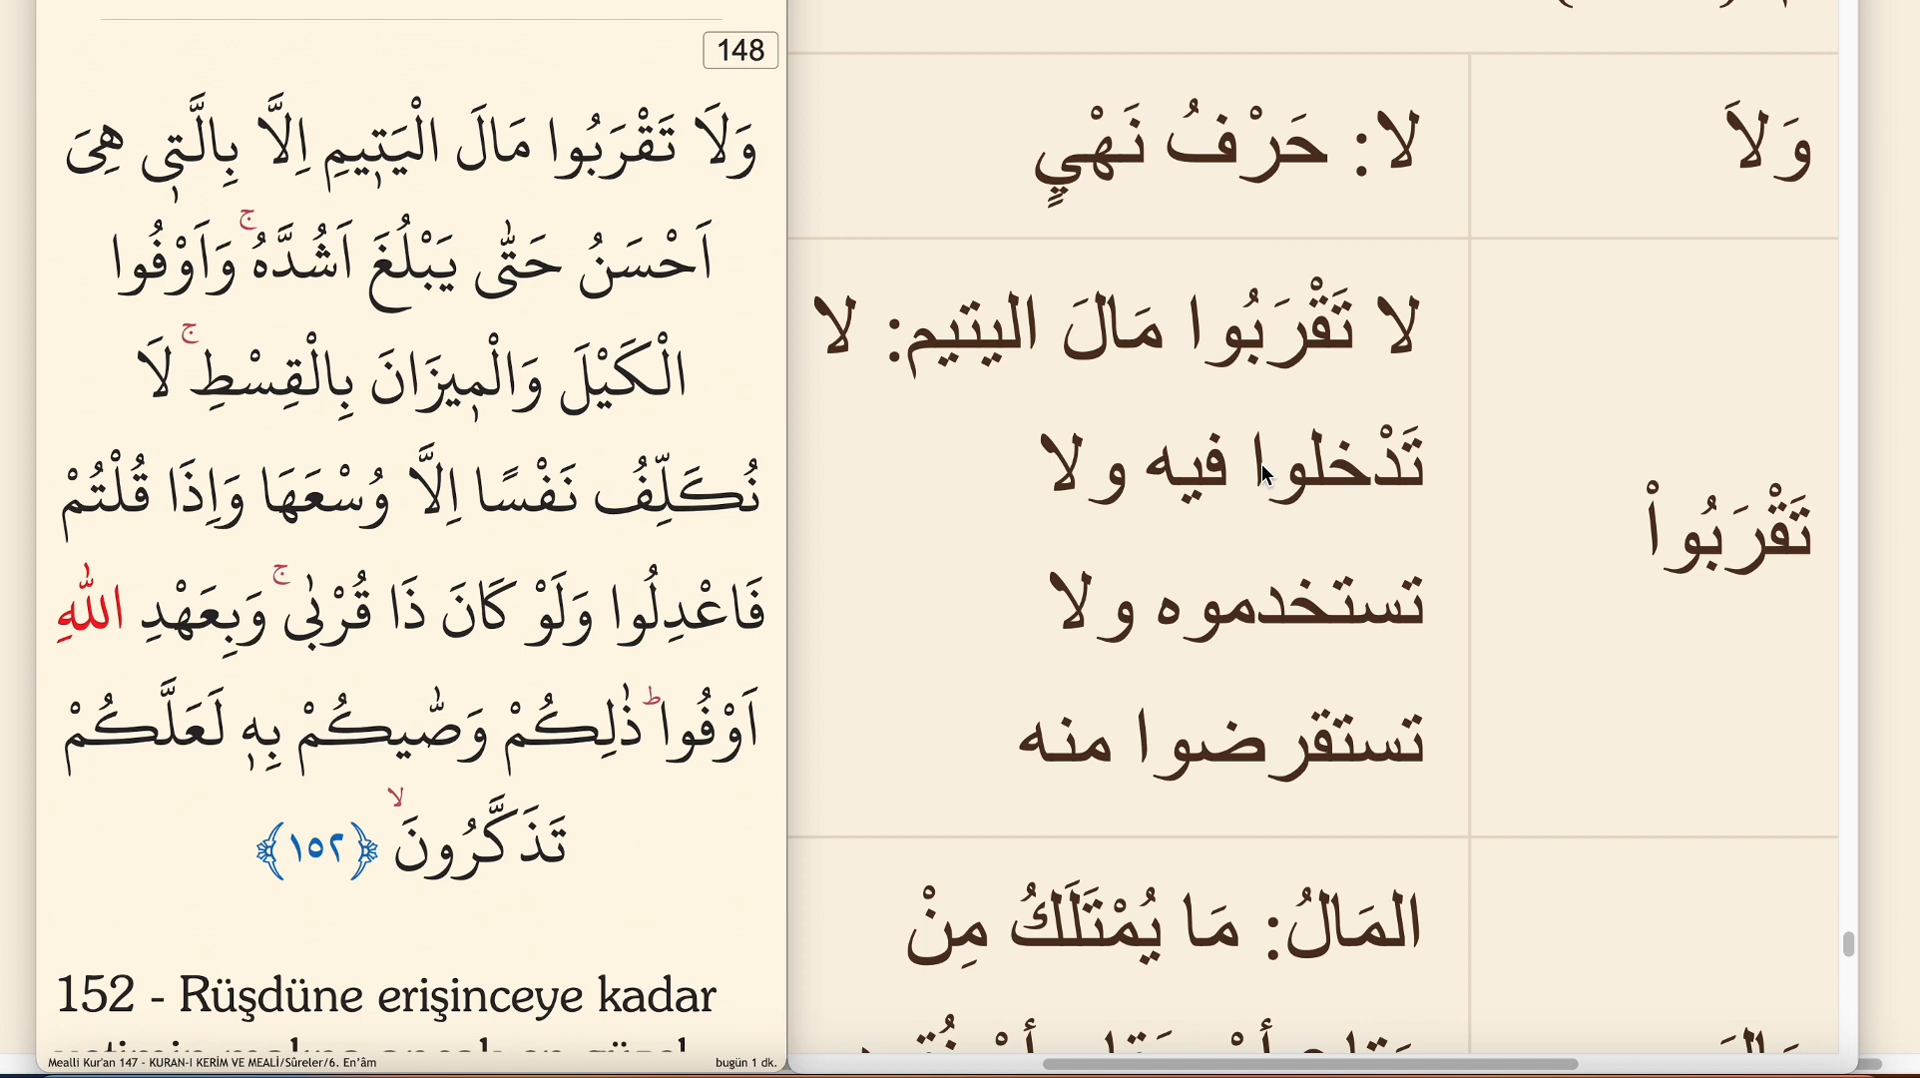 148
وَلَا تَقْرَبُوا مَالَ الْيَتٖيمِ اِلَّا بِالَّتٖى هِىَ
اَحْسَنُ حَتّٰى يَبْلُغَ اَشُدَّهُ ۚ وَاَوْفُوا
الْكَيْلَ وَالْمٖيزَانَ بِالْقِسْطِ ۚ لَا
نُكَلِّفُ نَفْسًا اِلَّا وُسْعَهَا وَاِذَا قُلْتُمْ
فَاعْدِلُوا وَلَوْ كَانَ ذَا قُرْبٰى ۚ وَبِعَهْدِ اللّٰهِ
اَوْفُوا ؕ ذٰلِكُمْ وَصّٰيكُمْ بِهٖ لَعَلَّكُمْ
تَذَكَّرُونَ ۙ ﴿١٥٢﴾
152 - Rüşdüne erişinceye kadar
Mealli Kur'an 147 - KURAN-I KERİM VE MEALİ/Sûreler/6. En'âm
bugün 1 dk.
وَلاَ
لا: حَرْفُ نَهْيٍ
تَقْرَبُواْ
لا تَقْرَبُوا مَالَ اليتيم: لا
تَدْخلوا فيه ولا
تستخدموه ولا
تستقرضوا منه
المَالُ: مَا يُمْتَلَكُ مِنْ